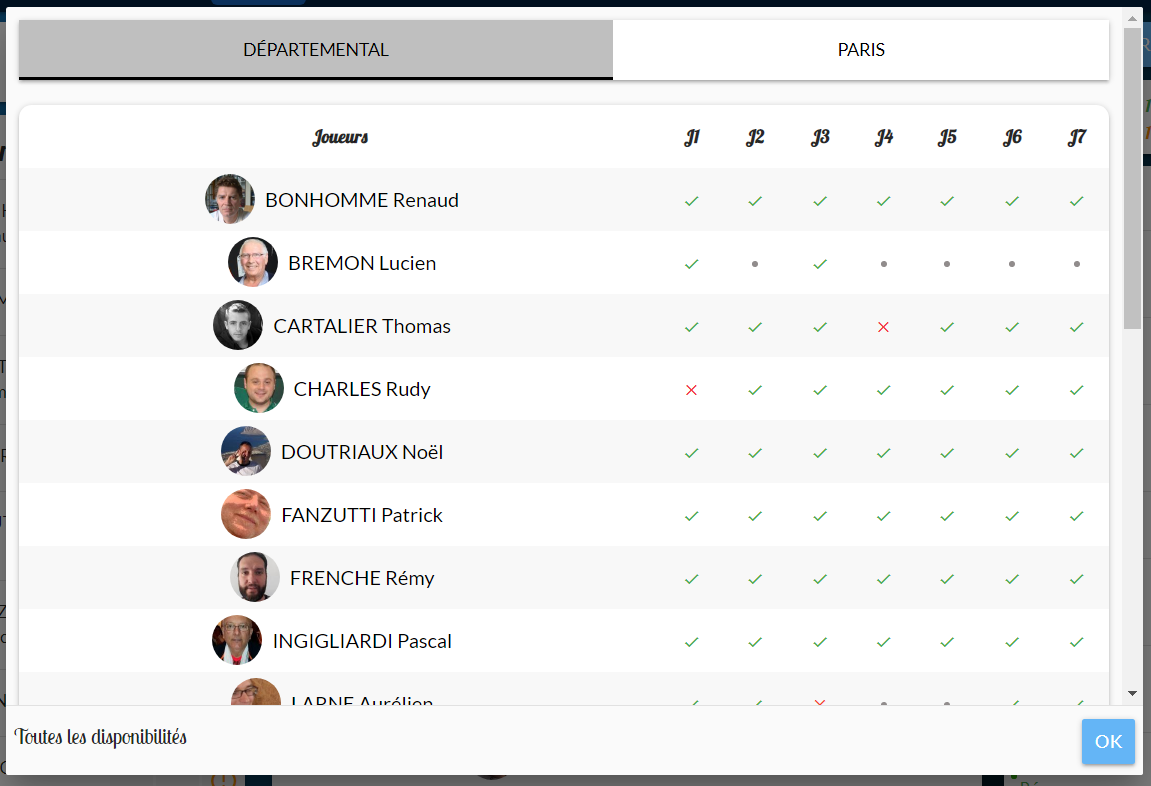 DÉPARTEMENTAL PARIS
Joueurs J1 J2 J3 J4 J5 J6 J7
BONHOMME Renaud
BREMON Lucien
CARTALIER Thomas
CHARLES Rudy
DOUTRIAUX Noël
FANZUTTI Patrick
FRENCHE Rémy
INGIGLIARDI Pascal
LARNE Aurélien
Toutes les disponibilités
OK